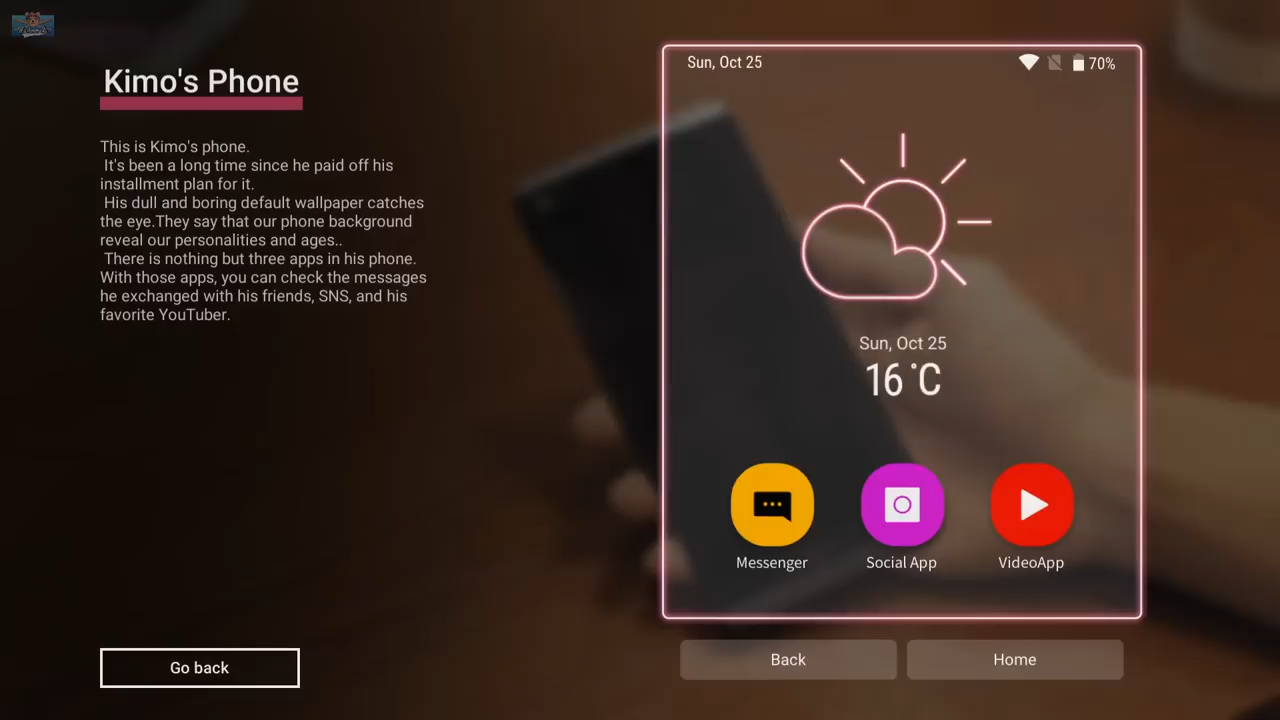 Kimo's Phone
This is Kimo's phone.
It's been a long time since he paid off his
installment plan for it.
His dull and boring default wallpaper catches
the eye.They say that our phone background
reveal our personalities and ages..
There is nothing but three apps in his phone.
With those apps, you can check the messages
he exchanged with his friends, SNS, and his
favorite YouTuber.
Go back
Sun, Oct 25
70%
Sun, Oct 25
16°C
Messenger
Social App
VideoApp
Back
Home